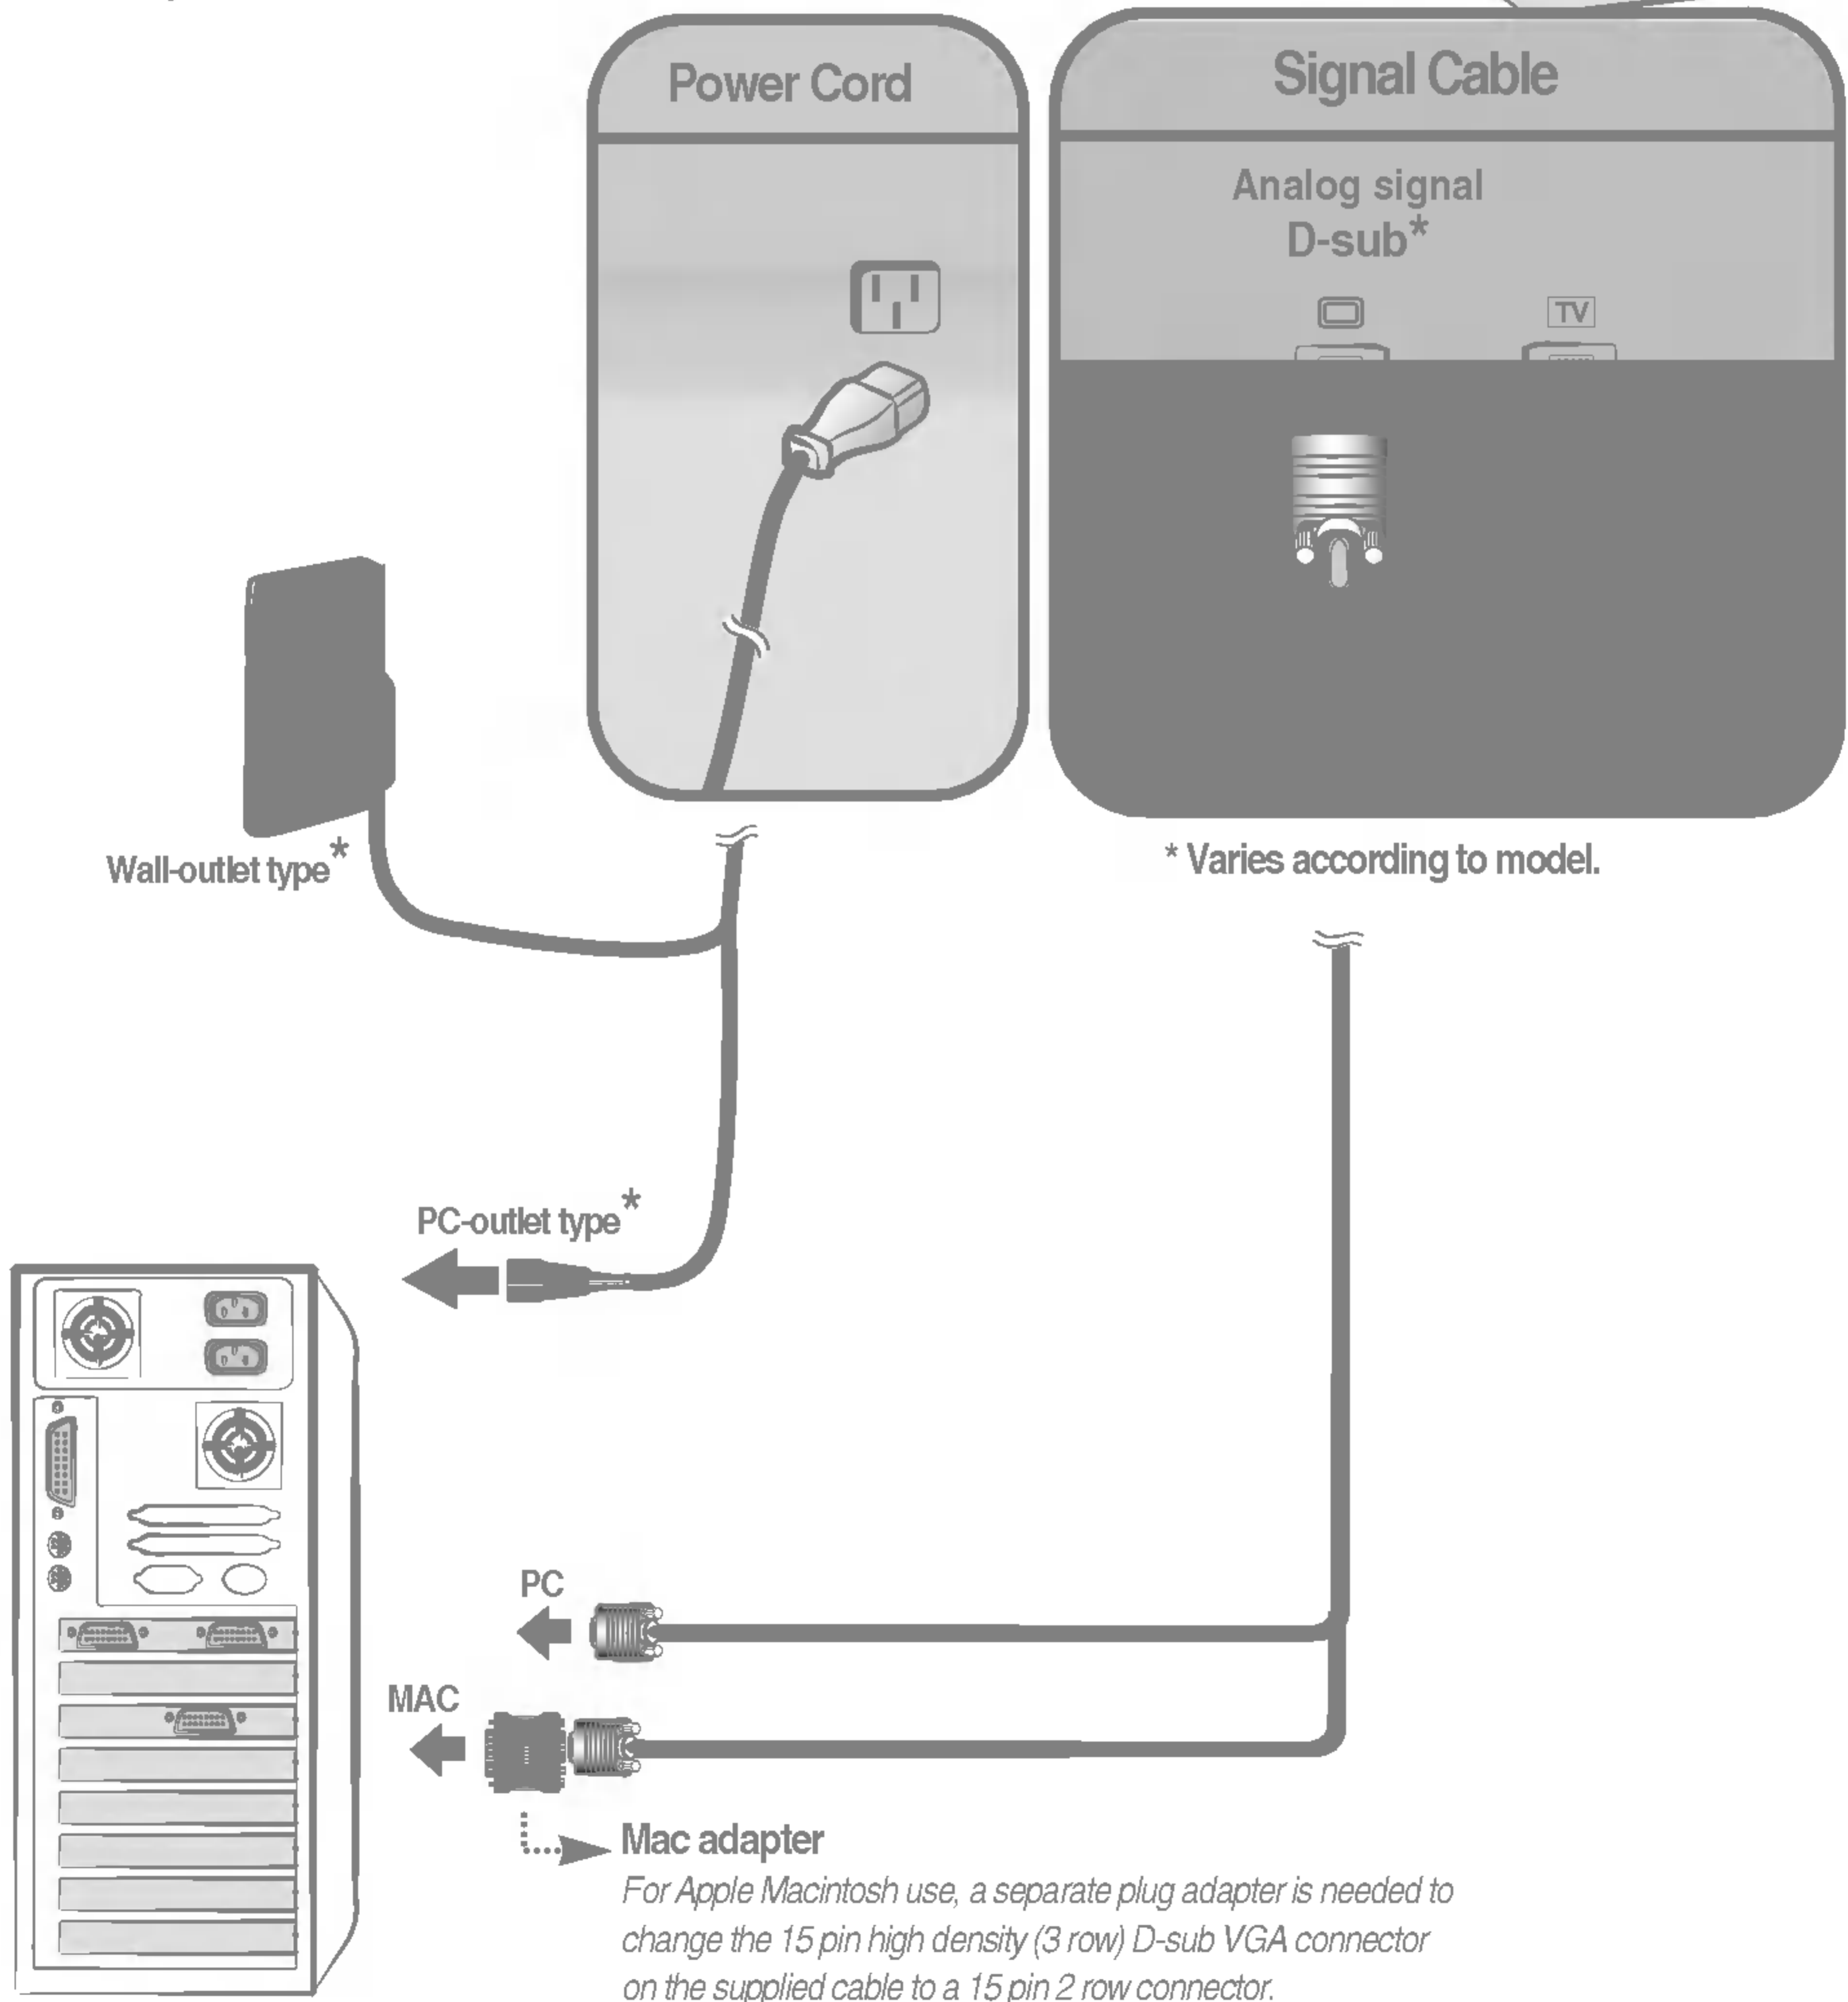 Power Cord
Signal Cable
Analog signal
D-sub*
TV
Wall-outlet type*
* Varies according to model.
PC-outlet type*
PC
MAC
Mac adapter
For Apple Macintosh use, a separate plug adapter is needed to
change the 15 pin high density (3 row) D-sub VGA connector
on the supplied cable to a 15 pin 2 row connector.